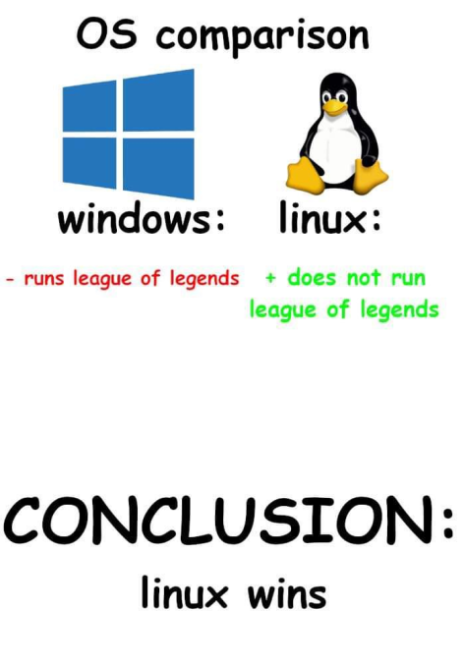 OS comparison
windows:
linux:
- runs league of legends
+ does not run
league of legends
CONCLUSION:
linux wins